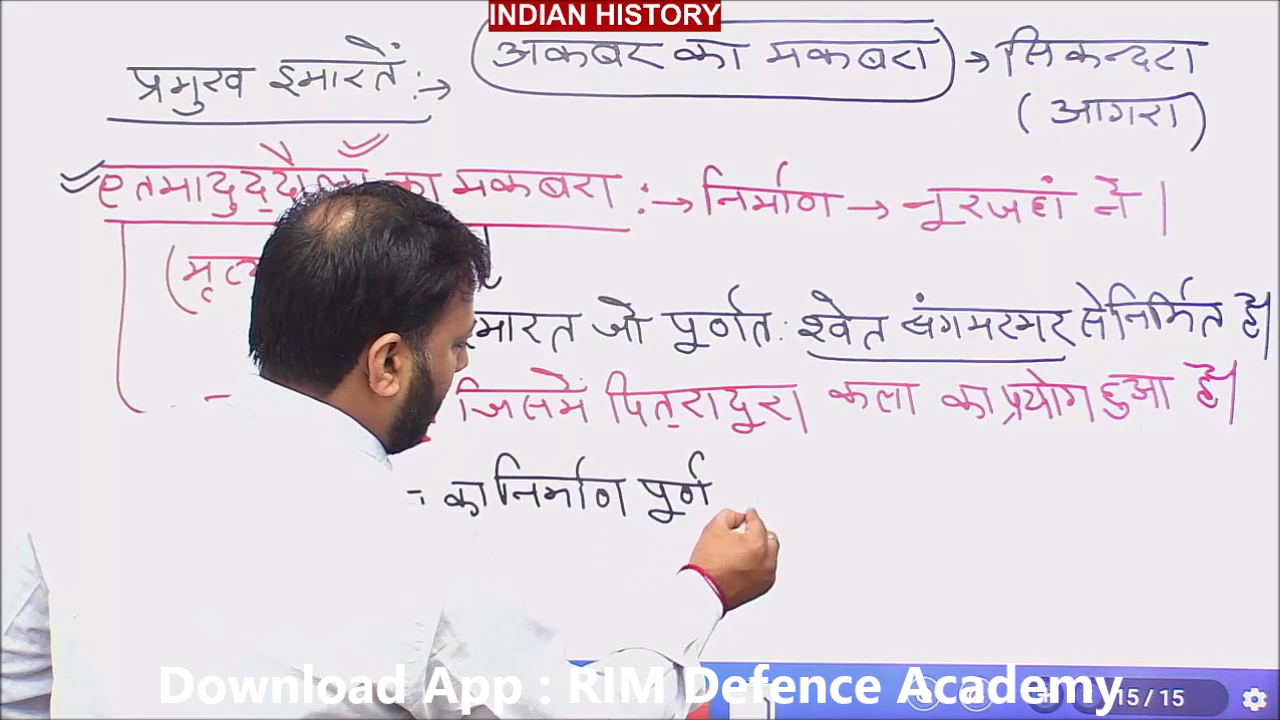 INDIAN HISTORY
प्रमुख इमारतें :→ अकबर का मकबरा → सिकन्दरा
(आगरा)
एतमादुद्दौला का मकबरा :→ निर्माण → नूरजहां ने।
(मृत्य
मारत जो पूर्णत: श्वेत संगमरमर से निर्मित है।
जिसमें पित्रादूरा कला का प्रयोग हुआ है।
का निर्माण पूर्ण
Download App : RIM Defence Academy
15 / 15